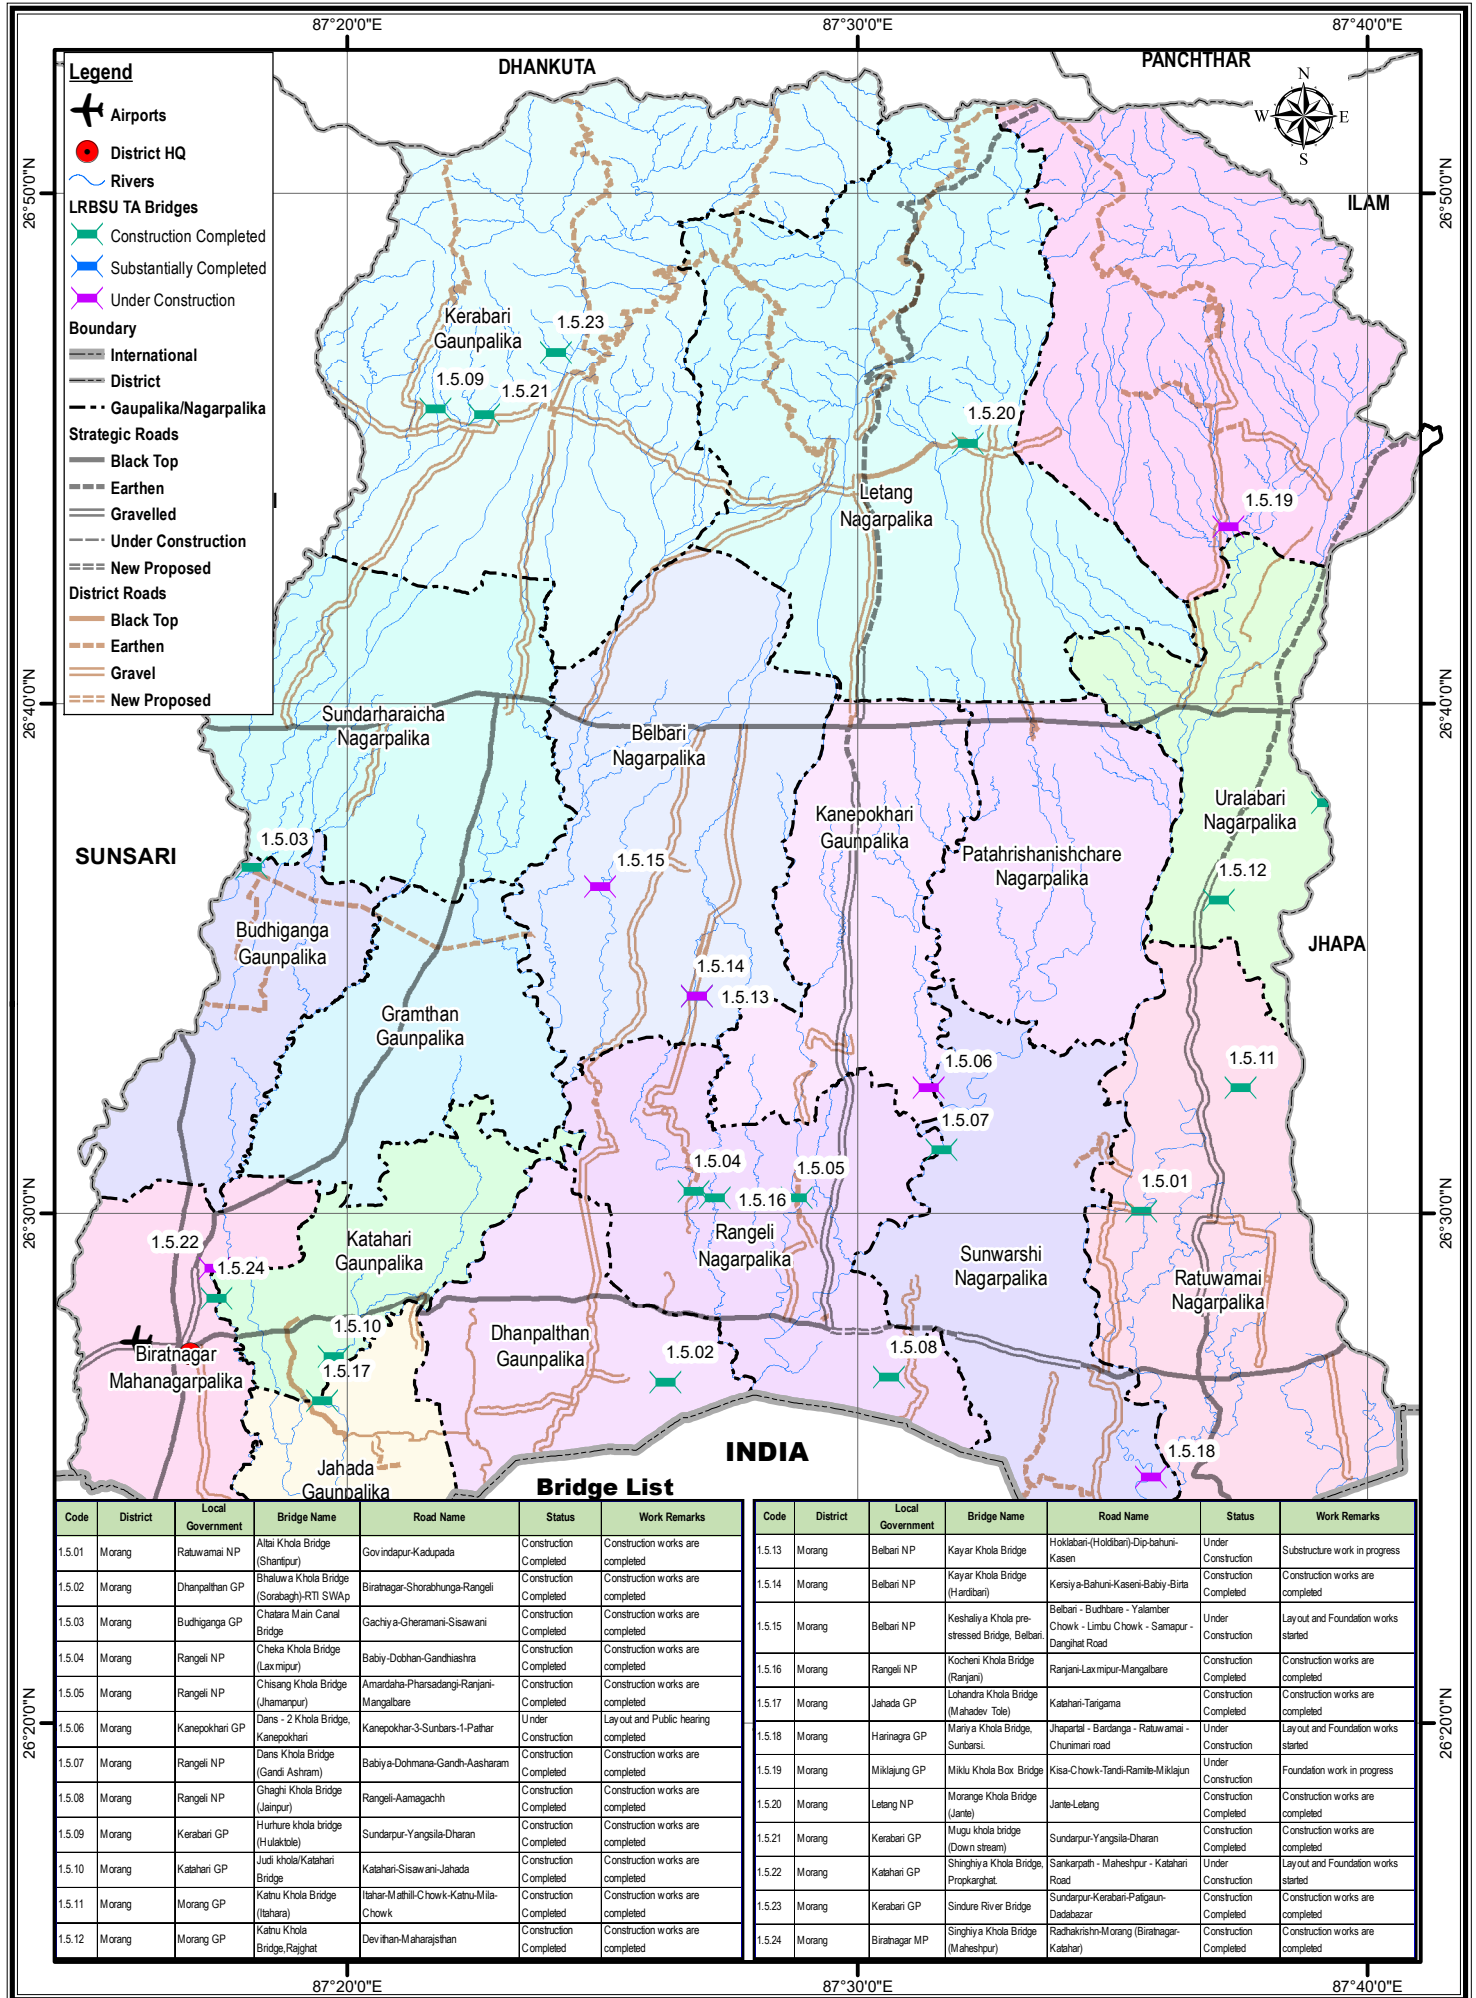 87°20'0"E
87°30'0"E
87°40'0"E
DHANKUTA
PANCHTHAR
N
W
E
S
Legend
Airports
District HQ
Rivers
LRBSU TA Bridges
Construction Completed
Substantially Completed
Under Construction
Boundary
International
District
Gaupalika/Nagarpalika
Strategic Roads
Black Top
Earthen
Gravelled
Under Construction
New Proposed
District Roads
Black Top
Earthen
Gravel
New Proposed
26°50'0"N
26°50'0"N
ILAM
Kerabari
Gaunpalika
1.5.23
1.5.09
1.5.21
1.5.20
Letang
Nagarpalika
1.5.19
I
26°40'0"N
26°40'0"N
Sundarharaicha
Nagarpalika
Belbari
Nagarpalika
Kanepokhari
Gaunpalika
Uralabari
Nagarpalika
SUNSARI
1.5.03
1.5.15
Patahrishanishchare
Nagarpalika
1.5.12
Budhiganga
Gaunpalika
JHAPA
1.5.14
1.5.13
Gramthan
Gaunpalika
1.5.06
1.5.11
1.5.07
1.5.04
1.5.05
1.5.16
1.5.01
26°30'0"N
26°30'0"N
1.5.22
1.5.24
Katahari
Gaunpalika
Rangeli
Nagarpalika
Sunwarshi
Nagarpalika
Ratuwamai
Nagarpalika
1.5.10
1.5.17
Biratnagar
Mahanagarpalika
Dhanpalthan
Gaunpalika
1.5.02
1.5.08
INDIA
1.5.18
Jahada
Gaunpalika
Bridge List
Code District Local Government Bridge Name Road Name Status Work Remarks
1.5.01 Morang Ratuwamai NP Altai Khola Bridge (Shantipur) Govindapur-Kadupada Construction Completed Construction works are completed
1.5.02 Morang Dhanpalthan GP Bhaluwa Khola Bridge (Sorabagh)-RTI SWAp Biratnagar-Shorabhunga-Rangeli Construction Completed Construction works are completed
1.5.03 Morang Budhiganga GP Chatara Main Canal Bridge Gachiya-Gheramani-Sisawani Construction Completed Construction works are completed
1.5.04 Morang Rangeli NP Cheka Khola Bridge (Laxmipur) Babiy-Dobhan-Gandhiashra Construction Completed Construction works are completed
1.5.05 Morang Rangeli NP Chisang Khola Bridge (Jhamanpur) Amardaha-Pharsadangi-Ranjani-Mangalbare Construction Completed Construction works are completed
1.5.06 Morang Kanepokhari GP Dans - 2 Khola Bridge, Kanepokhari Kanepokhar-3-Sunbars-1-Pathar Under Construction Layout and Public hearing completed
1.5.07 Morang Rangeli NP Dans Khola Bridge (Gandi Ashram) Babiya-Dohmana-Gandh-Aasharam Construction Completed Construction works are completed
1.5.08 Morang Rangeli NP Ghaghi Khola Bridge (Jainpur) Rangeli-Aamagachh Construction Completed Construction works are completed
1.5.09 Morang Kerabari GP Hurhure khola bridge (Hulaktole) Sundarpur-Yangsila-Dharan Construction Completed Construction works are completed
1.5.10 Morang Katahari GP Judi khola/Katahari Bridge Katahari-Sisawani-Jahada Construction Completed Construction works are completed
1.5.11 Morang Morang GP Katnu Khola Bridge (Itahara) Itahar-Mathill-Chowk-Katnu-Mila-Chowk Construction Completed Construction works are completed
1.5.12 Morang Morang GP Katnu Khola Bridge,Rajghat Devithan-Maharajsthan Construction Completed Construction works are completed
Code District Local Government Bridge Name Road Name Status Work Remarks
1.5.13 Morang Belbari NP Kayar Khola Bridge Hoklabari-(Holdibari)-Dip-bahuni-Kasen Under Construction Substructure work in progress
1.5.14 Morang Belbari NP Kayar Khola Bridge (Hardibari) Kersiya-Bahuni-Kaseni-Babiy-Birta Construction Completed Construction works are completed
1.5.15 Morang Belbari NP Keshaliya Khola pre-stressed Bridge, Belbari. Belbari - Budhbare - Yalamber Chowk - Limbu Chowk - Samapur - Dangihat Road Under Construction Layout and Foundation works started
1.5.16 Morang Rangeli NP Kocheni Khola Bridge (Ranjani) Ranjani-Laxmipur-Mangalbare Construction Completed Construction works are completed
1.5.17 Morang Jahada GP Lohandra Khola Bridge (Mahadev Tole) Katahari-Tarigama Construction Completed Construction works are completed
1.5.18 Morang Harinagra GP Mariya Khola Bridge, Sunbarsi. Jhapartal - Bardanga - Ratuwamai - Chunimari road Under Construction Layout and Foundation works started
1.5.19 Morang Miklajung GP Miklu Khola Box Bridge Kisa-Chowk-Tandi-Ramite-Miklajun Under Construction Foundation work in progress
1.5.20 Morang Letang NP Morange Khola Bridge (Jante) Jante-Letang Construction Completed Construction works are completed
1.5.21 Morang Kerabari GP Mugu khola bridge (Down stream) Sundarpur-Yangsila-Dharan Construction Completed Construction works are completed
1.5.22 Morang Katahari GP Shinghiya Khola Bridge, Propkarghat. Sankarpath - Maheshpur - Katahari Road Under Construction Layout and Foundation works started
1.5.23 Morang Kerabari GP Sindure River Bridge Sundarpur-Kerabari-Patigaun-Dadabazar Construction Completed Construction works are completed
1.5.24 Morang Biratnagar MP Singhiya Khola Bridge (Maheshpur) Radhakrishn-Morang (Biratnagar-Katahar) Construction Completed Construction works are completed
26°20'0"N
26°20'0"N
87°20'0"E
87°30'0"E
87°40'0"E